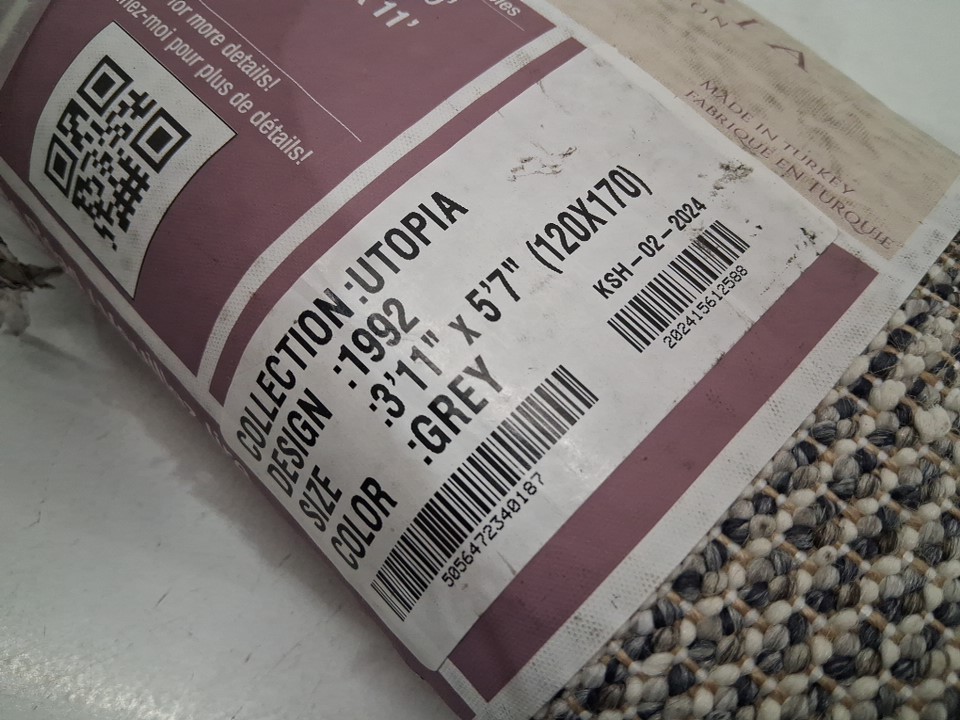 X 11'
for more details!
-moi pour plus de détails!
MADE IN TURKEY
FABRIQUE EN TURQUIE
COLLECTION :UTOPIA
DESIGN :1992
SIZE :3'11" X 5'7" (120X170)
COLOR :GREY
5056472340187
KSH-02-2024
202415612588